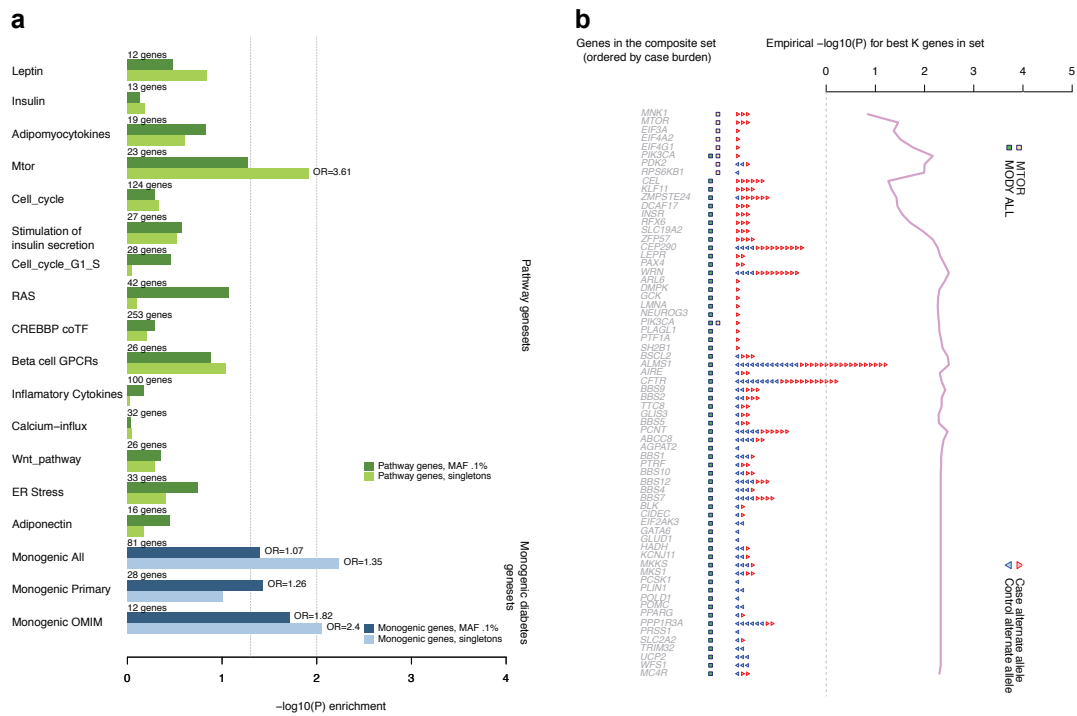 a
12 genes
Leptin
13 genes
Insulin
19 genes
Adipomyocytokines
23 genes
Mtor
OR=3.61
124 genes
Cell_cycle
27 genes
Stimulation of
insulin secretion
28 genes
Cell_cycle_G1_S
42 genes
RAS
253 genes
CREBBP coTF
26 genes
Beta cell GPCRs
100 genes
Inflamatory Cytokines
32 genes
Calcium−influx
26 genes
Wnt_pathway
33 genes
ER Stress
16 genes
Adiponectin
81 genes
Monogenic All
OR=1.07
OR=1.35
28 genes
Monogenic Primary
OR=1.26
12 genes
Monogenic OMIM
OR=1.82
OR=2.4
Pathway genes, MAF .1%
Pathway genes, singletons
Monogenic genes, MAF .1%
Monogenic genes, singletons
Pathway genesets
Monogenic diabetes
genesets
0 1 2 3 4
−log10(P) enrichment
b
Genes in the composite set
(ordered by case burden)
Empirical −log10(P) for best K genes in set
0 1 2 3 4 5
MNK1
MTOR
EIF3A
EIF4A2
EIF4G1
PIK3CA
PDK2
RPS6KB1
CEL
KLF11
ZMPSTE24
DCAF17
INSR
RFX6
SLC19A2
ZFP57
CEP290
LEPR
PAX4
WRN
ARL6
DMPK
GCK
LMNA
NEUROG3
PIK3CA
PLAGL1
PTF1A
SH2B1
BSCL2
ALMS1
AIRE
CFTR
BBS9
BBS2
TTC8
GLIS3
BBS5
PCNT
ABCC8
AGPAT2
BBS1
PTRF
BBS10
BBS12
BBS4
BBS7
BLK
CIDEC
EIF2AK3
GATA6
GLUD1
HADH
KCNJ11
MKKS
MKS1
PCSK1
PLIN1
POLD1
POMC
PPARG
PPP1R3A
PRSS1
SLC2A2
TRIM32
UCP2
WFS1
MC4R
MTOR
MODY ALL
Case alternate allele
Control alternate allele